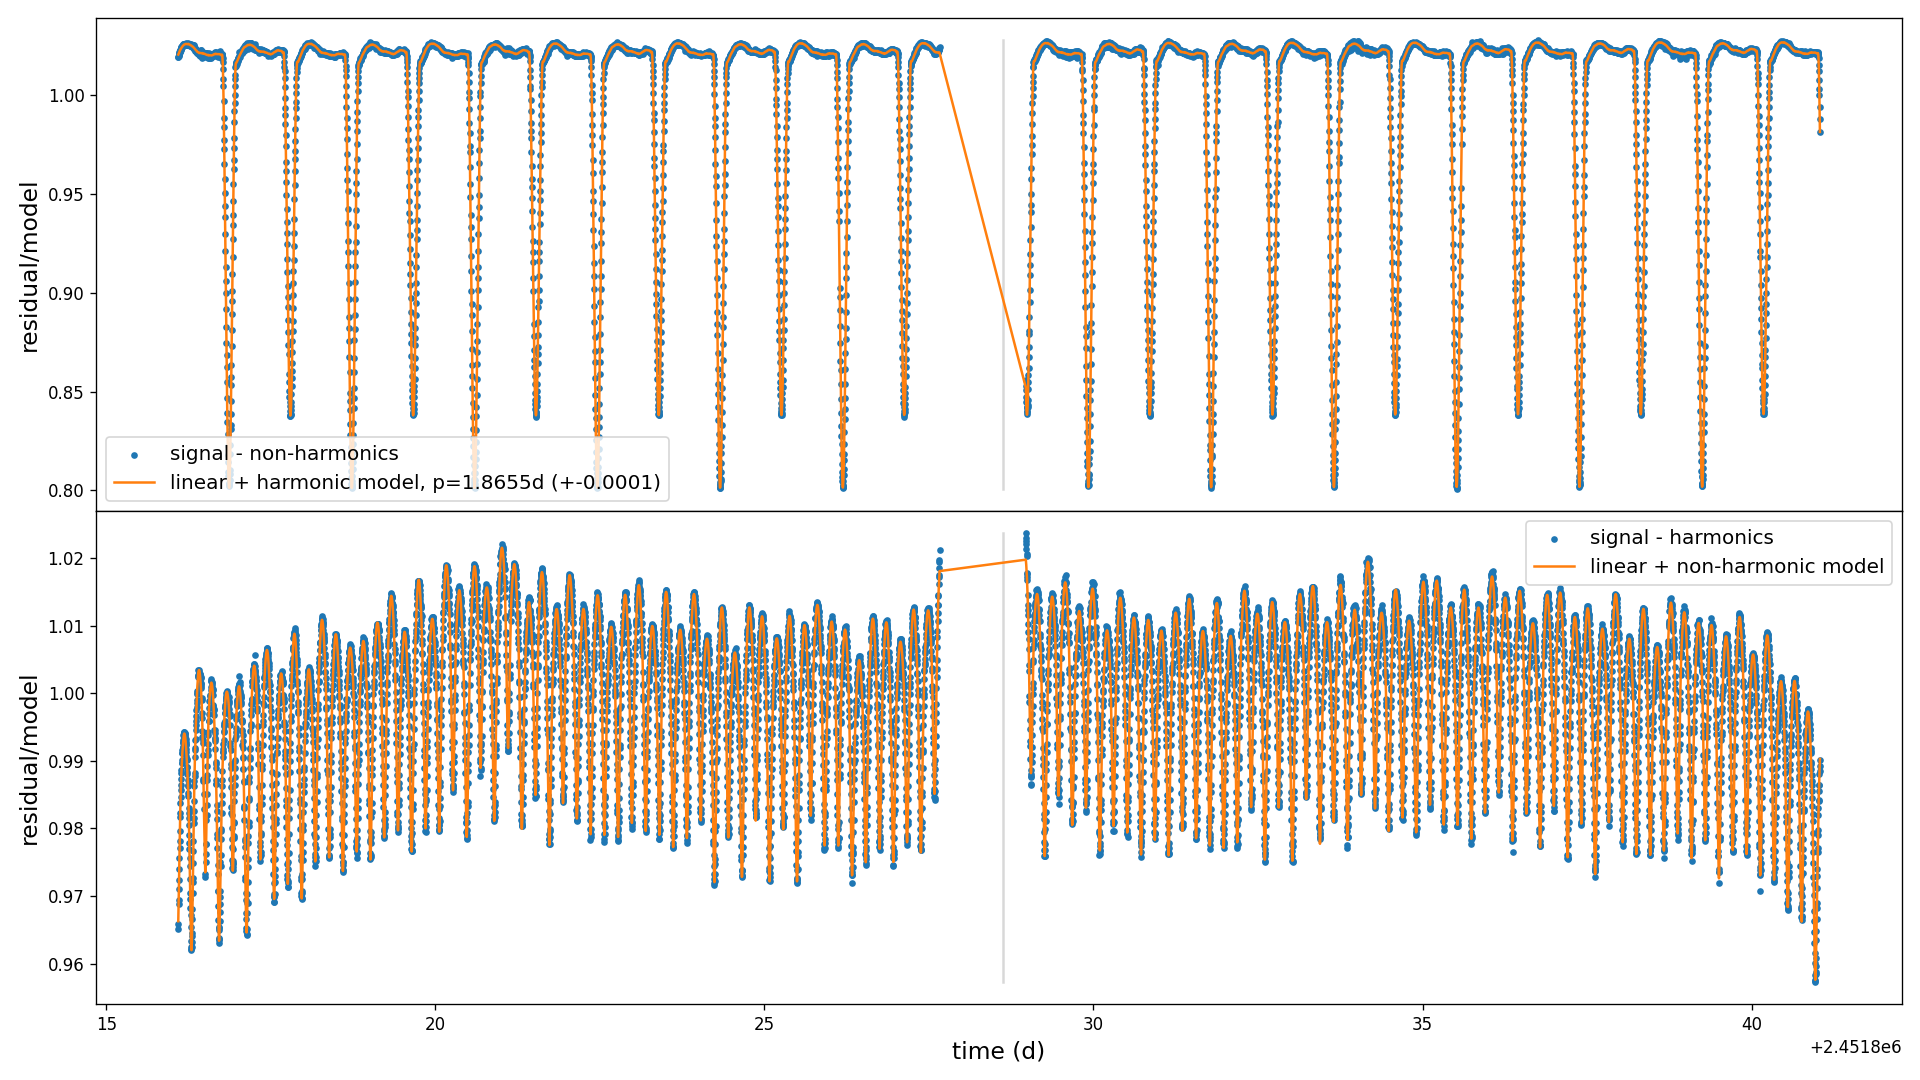 1.00
0.95
0.90
0.85
0.80
residual/model
signal - non-harmonics
linear + harmonic model, p=1.8655d (+-0.0001)
1.02
1.01
1.00
0.99
0.98
0.97
0.96
residual/model
signal - harmonics
linear + non-harmonic model
15 20 25 30 35 40
time (d)
+2.4518e6